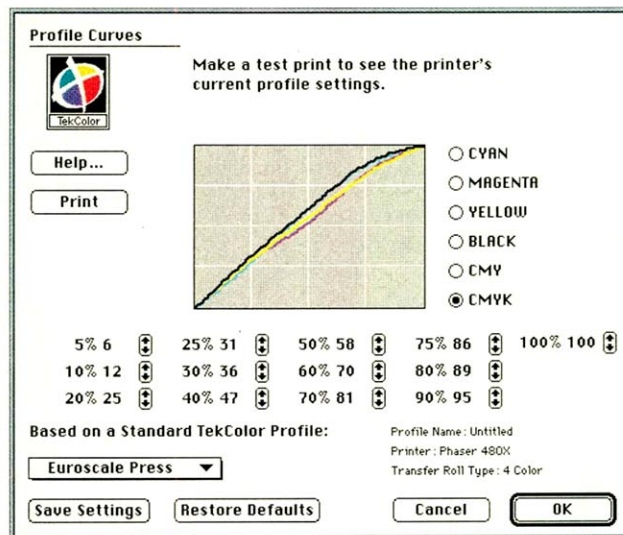 Profile Curves
Make a test print to see the printer's
current profile settings.
TekColor
Help...
Print
CYAN
MAGENTA
YELLOW
BLACK
CMY
CMYK
5% 6 25% 31 50% 58 75% 86 100% 100
10% 12 30% 36 60% 70 80% 89
20% 25 40% 47 70% 81 90% 95
Based on a Standard TekColor Profile:
Euroscale Press
Profile Name: Untitled
Printer: Phaser 480X
Transfer Roll Type: 4 Color
Save Settings Restore Defaults Cancel OK